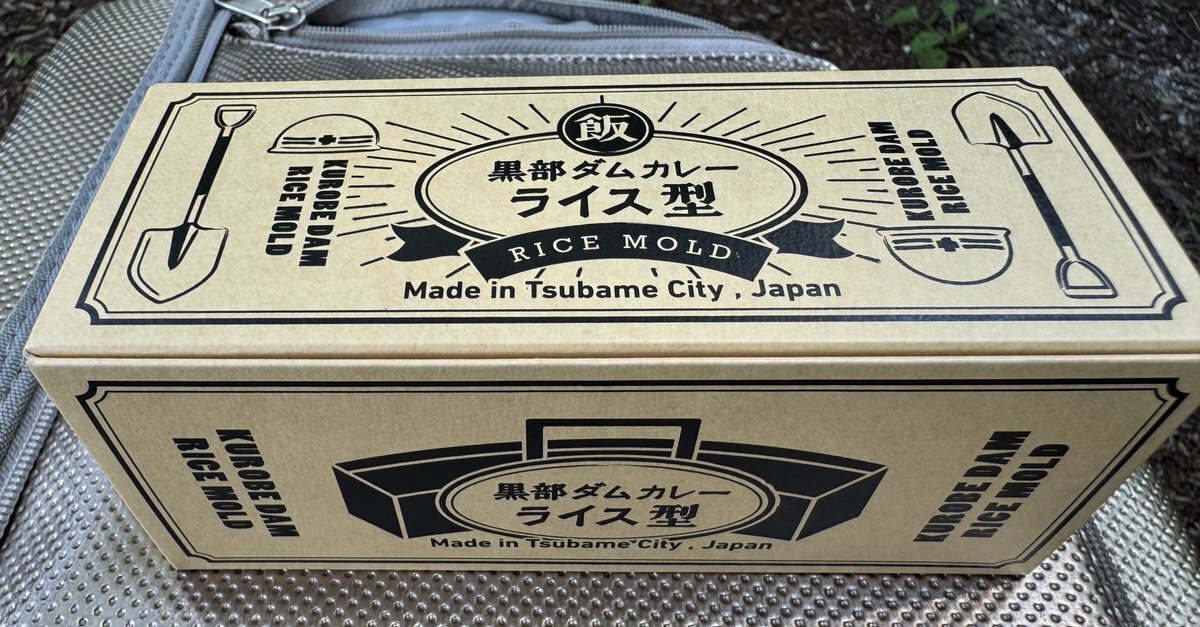 飯
黒部ダムカレー
ライス型
RICE MOLD
Made in Tsubame City , Japan
KUROBE DAM
RICE MOLD
KUROBE DAM
RICE MOLD
KUROBE DAM
RICE MOLD
黒部ダムカレー
ライス型
Made in Tsubame City , Japan
KUROBE DAM
RICE MOLD